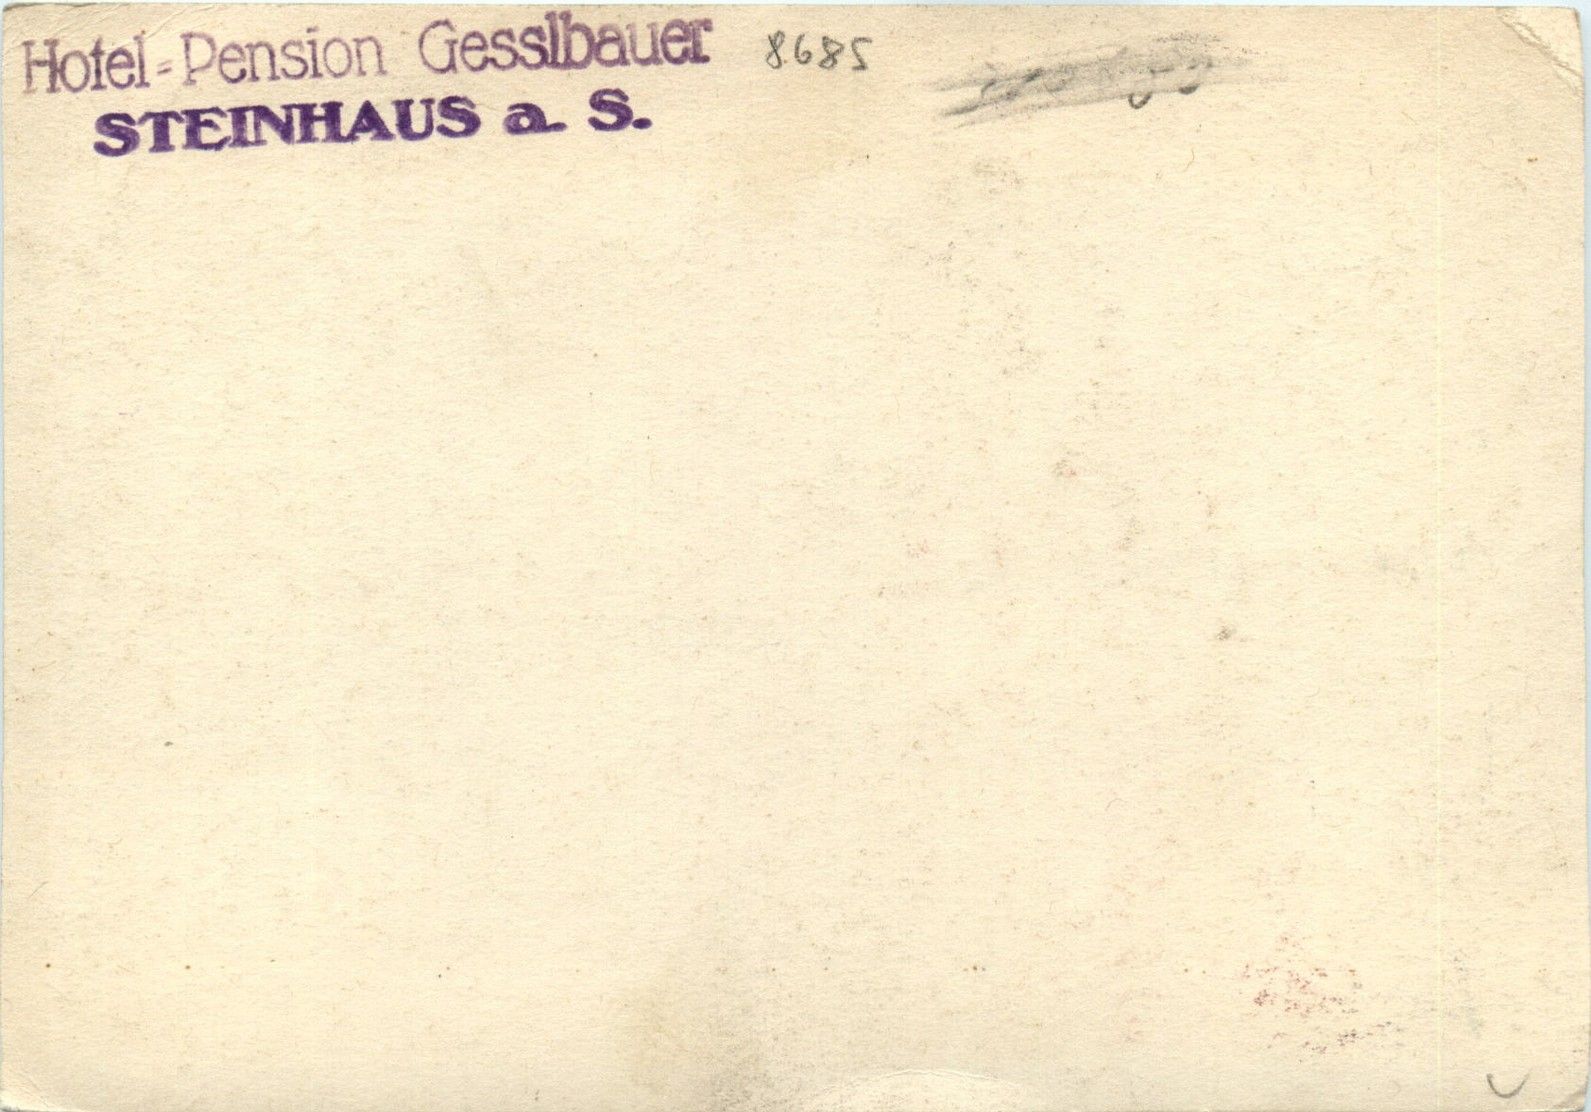 Hotel-Pension Gesslbauer 8685
STEINHAUS a. S.